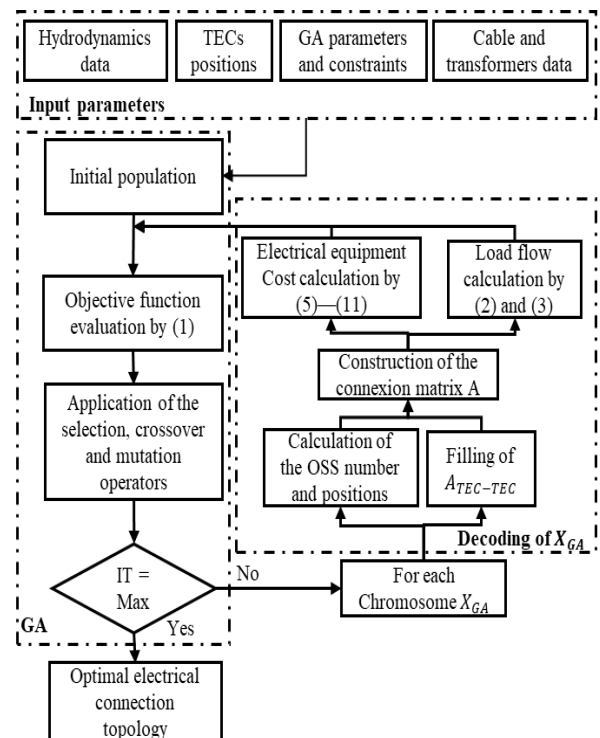 Hydrodynamics
data
TECs
positions
GA parameters
and constraints
Cable and
transformers data
Input parameters
Initial population
Objective function
evaluation by (1)
Application of the
selection, crossover
and mutation
operators
IT =
Max
No
Yes
GA
Optimal electrical
connection
topology
Electrical equipment
Cost calculation by
(5)—(11)
Load flow
calculation by
(2) and (3)
Construction of the
connexion matrix A
Calculation of
the OSS number
and positions
Filling of
A_{TEC-TEC}
Decoding of X_{GA}
For each
Chromosome X_{GA}